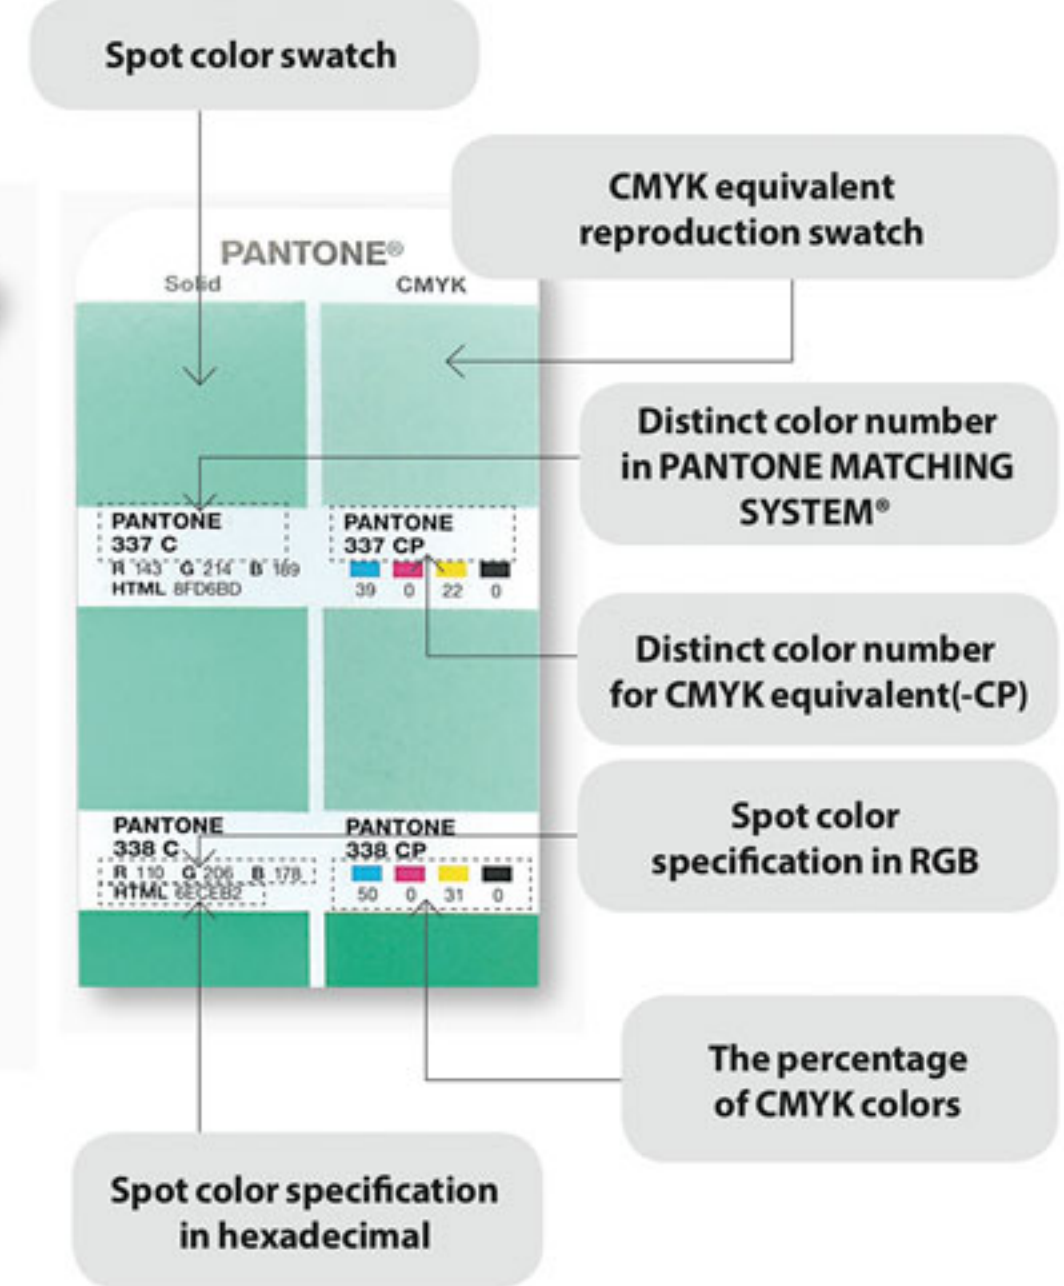 Spot color swatch
CMYK equivalent
reproduction swatch
PANTONE®
Solid CMYK
Distinct color number
in PANTONE MATCHING
SYSTEM®
PANTONE
337 C
R 143 G 214 B 189
HTML 8FD6BD
PANTONE
337 CP
39 0 22 0
Distinct color number
for CMYK equivalent(-CP)
Spot color
specification in RGB
PANTONE
338 C
R 110 G 206 B 178
HTML 6ECEB2
PANTONE
338 CP
50 0 31 0
The percentage
of CMYK colors
Spot color specification
in hexadecimal